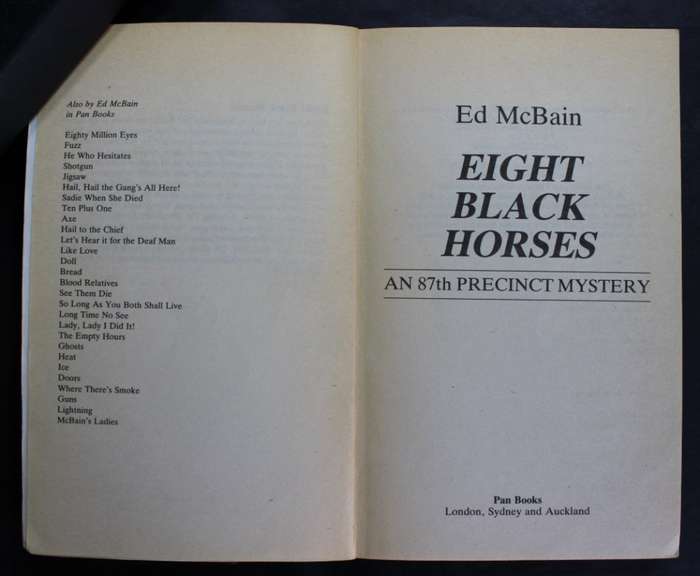 Also by Ed McBain
in Pan Books
Eighty Million Eyes
Fuzz
He Who Hesitates
Shotgun
Jigsaw
Hail, Hail the Gang's All Here!
Sadie When She Died
Ten Plus One
Axe
Hail to the Chief
Let's Hear it for the Deaf Man
Like Love
Doll
Bread
Blood Relatives
See Them Die
So Long As You Both Shall Live
Long Time No See
Lady, Lady I Did It!
The Empty Hours
Ghosts
Heat
Ice
Doors
Where There's Smoke
Guns
Lightning
McBain's Ladies
Ed McBain
EIGHT
BLACK
HORSES
AN 87th PRECINCT MYSTERY
Pan Books
London, Sydney and Auckland